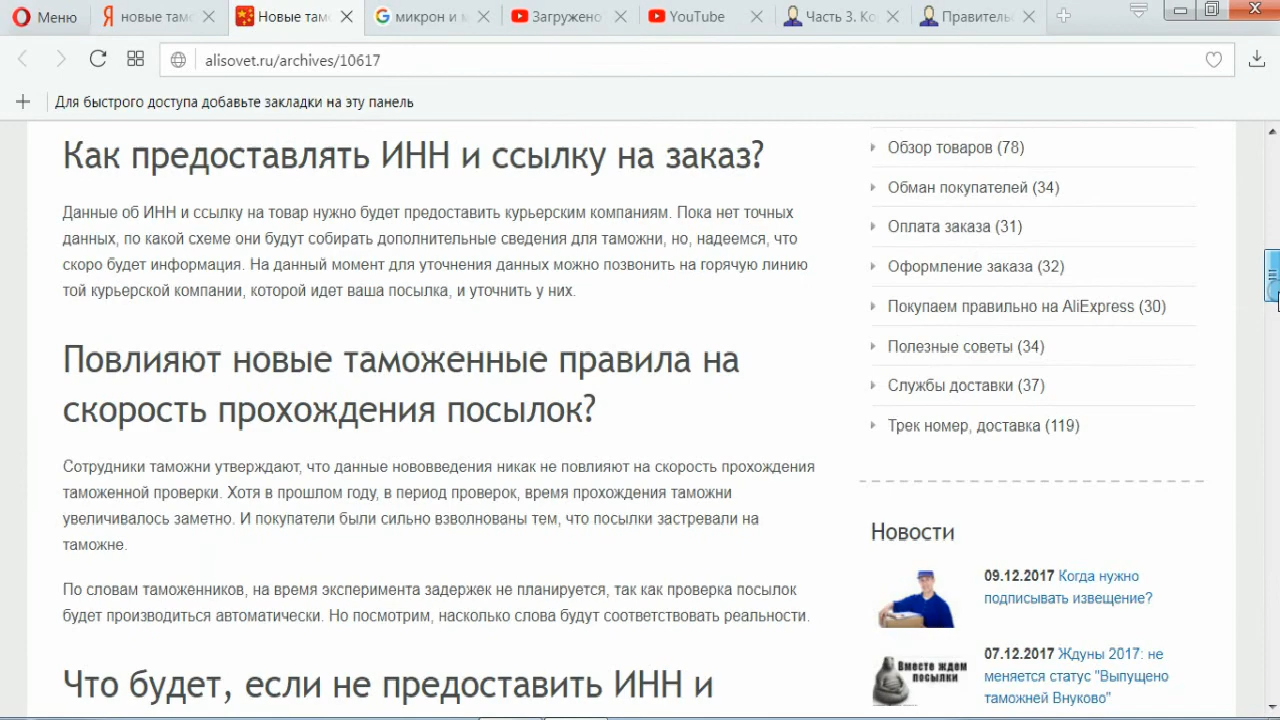 Меню
новые там
Новые там
микрон и м
Загружено
YouTube
Часть 3. Ко
Правитель
alisovet.ru/archives/10617
Для быстрого доступа добавьте закладки на эту панель
Как предоставлять ИНН и ссылку на заказ?
Данные об ИНН и ссылку на товар нужно будет предоставить курьерским компаниям. Пока нет точных
данных, по какой схеме они будут собирать дополнительные сведения для таможни, но, надеемся, что
скоро будет информация. На данный момент для уточнения данных можно позвонить на горячую линию
той курьерской компании, которой идет ваша посылка, и уточнить у них.
Повлияют новые таможенные правила на
скорость прохождения посылок?
Сотрудники таможни утверждают, что данные нововведения никак не повлияют на скорость прохождения
таможенной проверки. Хотя в прошлом году, в период проверок, время прохождения таможни
увеличивалось заметно. И покупатели были сильно взволнованы тем, что посылки застревали на
таможне.
По словам таможенников, на время эксперимента задержек не планируется, так как проверка посылок
будет производиться автоматически. Но посмотрим, насколько слова будут соответствовать реальности.
Что будет, если не предоставить ИНН и
Обзор товаров (78)
Обман покупателей (34)
Оплата заказа (31)
Оформление заказа (32)
Покупаем правильно на AliExpress (30)
Полезные советы (34)
Службы доставки (37)
Трек номер, доставка (119)
Новости
09.12.2017 Когда нужно
подписывать извещение?
Вместе ждем
посылки
07.12.2017 Ждуны 2017: не
меняется статус "Выпущено
таможней Внуково"